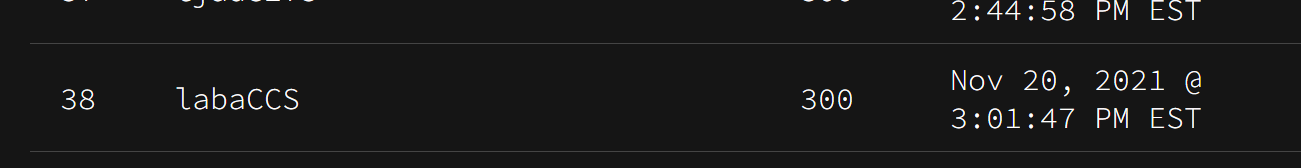 2:44:58 PM EST
38 labaCCS 300 Nov 20, 2021 @
3:01:47 PM EST